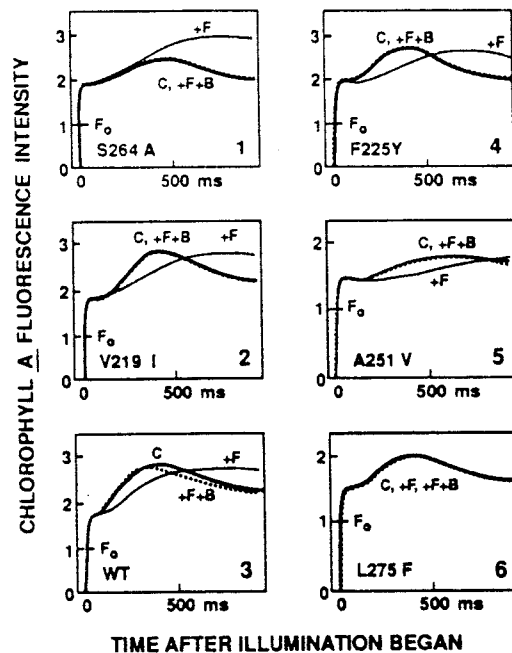 CHLOROPHYLL A FLUORESCENCE INTENSITY
3
2
1
0
+F
C, +F+B
Fo
S264 A
1
500 ms
3
2
1
0
C, +F+B
+F
Fo
F225Y
4
500 ms
3
2
1
0
C, +F+B
+F
Fo
V219 I
2
0
500 ms
2
1
0
C, +F+B
+F
Fo
A251 V
5
0
500 ms
3
2
1
0
C
+F
+F+B
Fo
WT
3
0
500 ms
2
1
0
C, +F, +F+B
Fo
L275 F
6
0
500 ms
TIME AFTER ILLUMINATION BEGAN